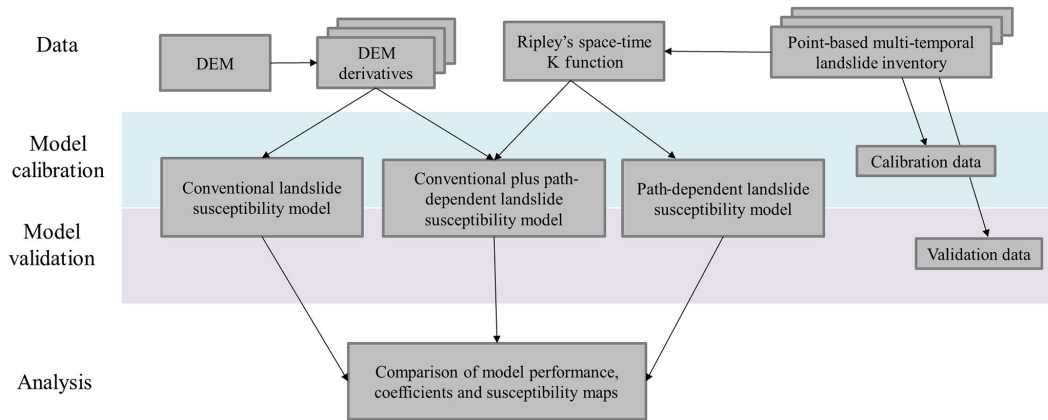 Data
DEM
DEM
derivatives
Ripley's space-time
K function
Point-based multi-temporal
landslide inventory
Model
calibration
Conventional landslide
susceptibility model
Conventional plus path-
dependent landslide
susceptibility model
Path-dependent landslide
susceptibility model
Calibration data
Model
validation
Validation data
Analysis
Comparison of model performance,
coefficients and susceptibility maps